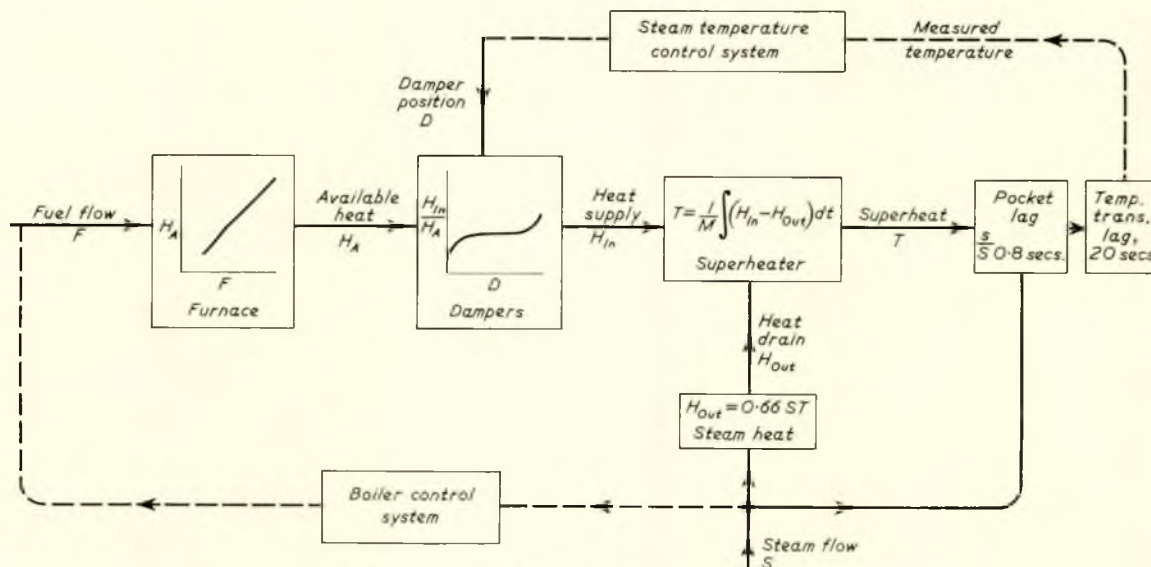 Steam temperature
control system
Measured
temperature
Damper
position
D
Fuel flow
F
H_A
F
Furnace
Available
heat
H_A
H_In
H_A
D
Dampers
Heat
supply
H_In
T = 1/M ∫(H_In − H_Out) dt
Superheater
Superheat
T
Pocket
lag
s/S 0·8 secs.
Temp.
trans.
lag,
20 secs
Heat
drain
H_Out
H_Out = 0·66 ST
Steam heat
Boiler control
system
Steam flow
S